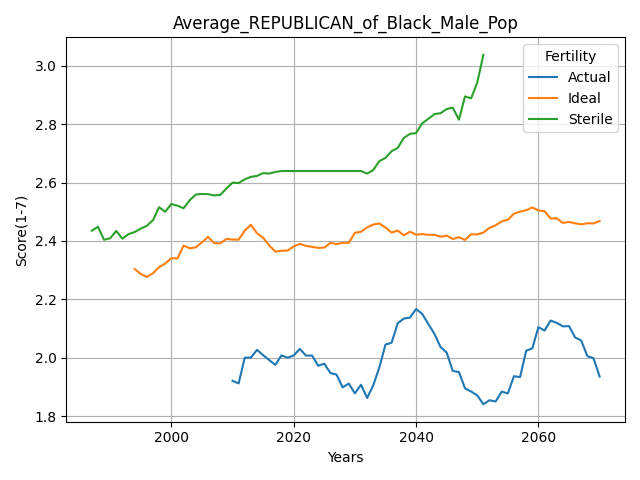 Average_REPUBLICAN_of_Black_Male_Pop
Fertility
Actual
Ideal
Sterile
Score(1-7)
3.0
2.8
2.6
2.4
2.2
2.0
1.8
2000
2020
2040
2060
Years